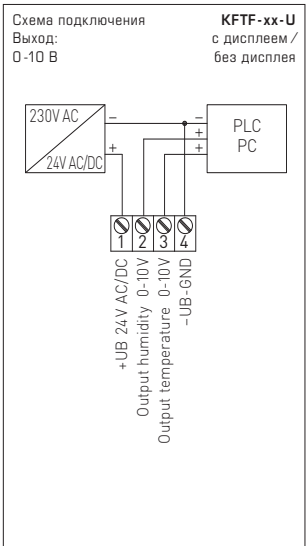 Схема подключения
KFTF-xx-U
Выход:
с дисплеем /
0-10 В
без дисплея
230V AC
24V AC/DC
–
+
–
+
+
PLC
PC
1
2
3
4
+UB 24V AC/DC
Output humidity 0-10V
Output temperature 0-10V
–UB-GND